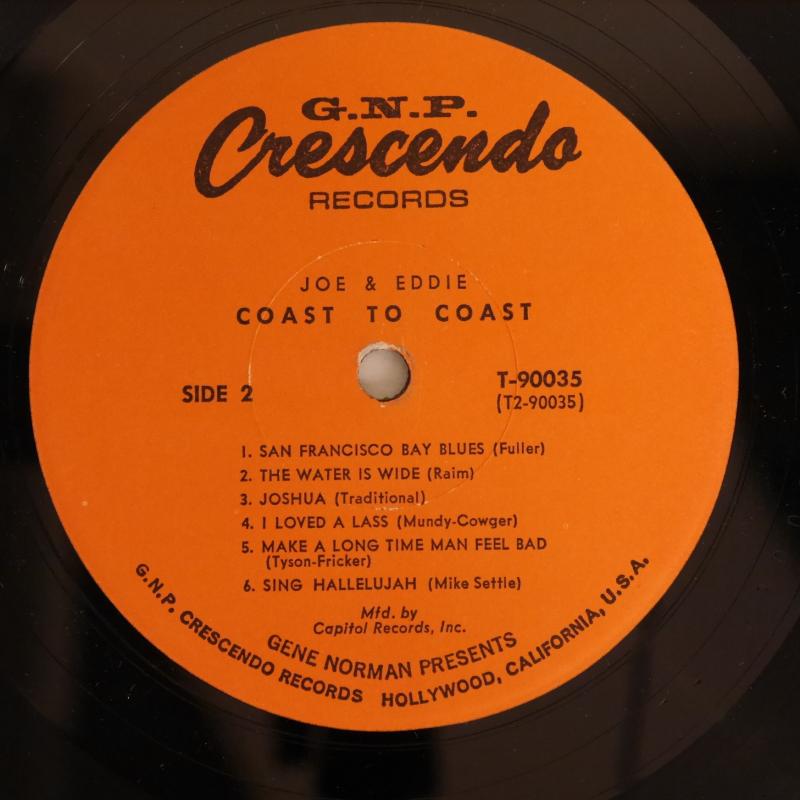 G.N.P.
Crescendo
RECORDS
JOE & EDDIE
COAST TO COAST
SIDE 2
T-90035
(T2-90035)
1. SAN FRANCISCO BAY BLUES (Fuller)
2. THE WATER IS WIDE (Raim)
3. JOSHUA (Traditional)
4. I LOVED A LASS (Mundy-Cowger)
5. MAKE A LONG TIME MAN FEEL BAD
(Tyson-Fricker)
6. SING HALLELUJAH (Mike Settle)
Mfd. by
Capitol Records, Inc.
GENE NORMAN PRESENTS
G.N.P. CRESCENDO RECORDS HOLLYWOOD, CALIFORNIA, U.S.A.